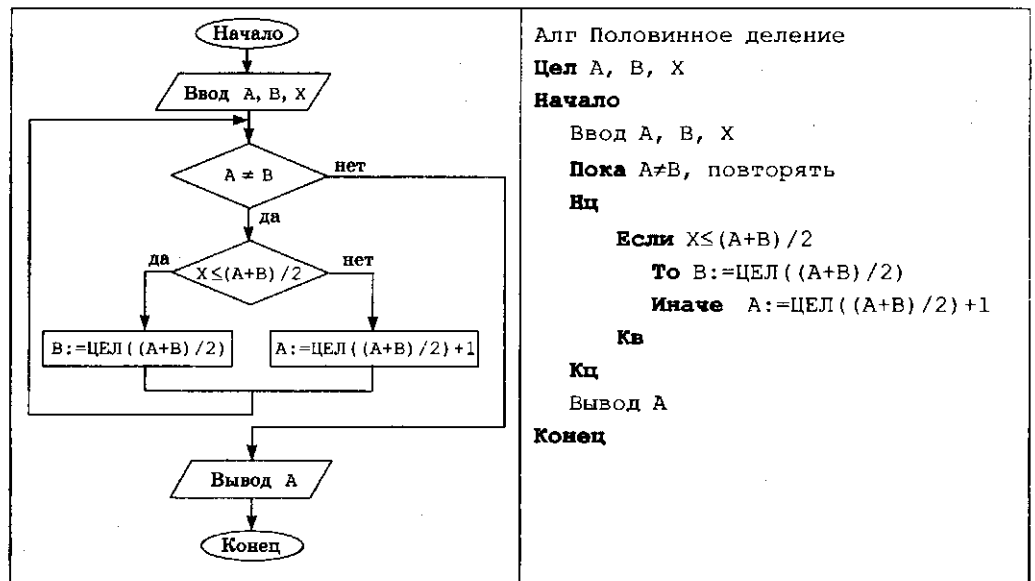 Начало
Ввод A, B, X
A ≠ B
нет
да
да
X≤(A+B)/2
нет
B:=ЦЕЛ((A+B)/2)
A:=ЦЕЛ((A+B)/2)+1
Вывод A
Конец
Алг Половинное деление
Цел A, B, X
Начало
Ввод A, B, X
Пока A≠B, повторять
Нц
Если X≤(A+B)/2
То B:=ЦЕЛ((A+B)/2)
Иначе A:=ЦЕЛ((A+B)/2)+1
Кв
Кц
Вывод A
Конец